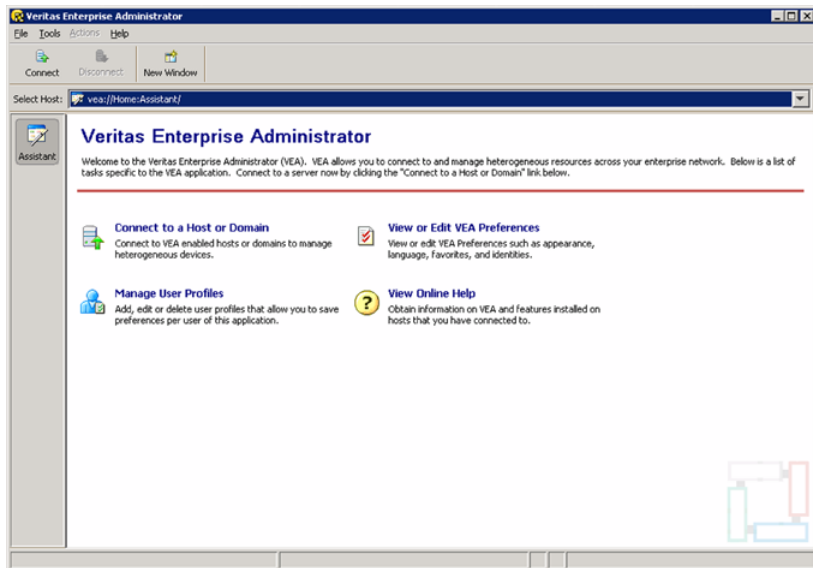 Veritas Enterprise Administrator
File Tools Actions Help
Connect Disconnect New Window
Select Host: vea://Home:Assistant/
Assistant
Veritas Enterprise Administrator
Welcome to the Veritas Enterprise Administrator (VEA). VEA allows you to connect to and manage heterogeneous resources across your enterprise network. Below is a list of
tasks specific to the VEA application. Connect to a server now by clicking the "Connect to a Host or Domain" link below.
Connect to a Host or Domain
Connect to VEA enabled hosts or domains to manage
heterogeneous devices.
View or Edit VEA Preferences
View or edit VEA Preferences such as appearance,
language, favorites, and identities.
Manage User Profiles
Add, edit or delete user profiles that allow you to save
preferences per user of this application.
View Online Help
Obtain information on VEA and features installed on
hosts that you have connected to.